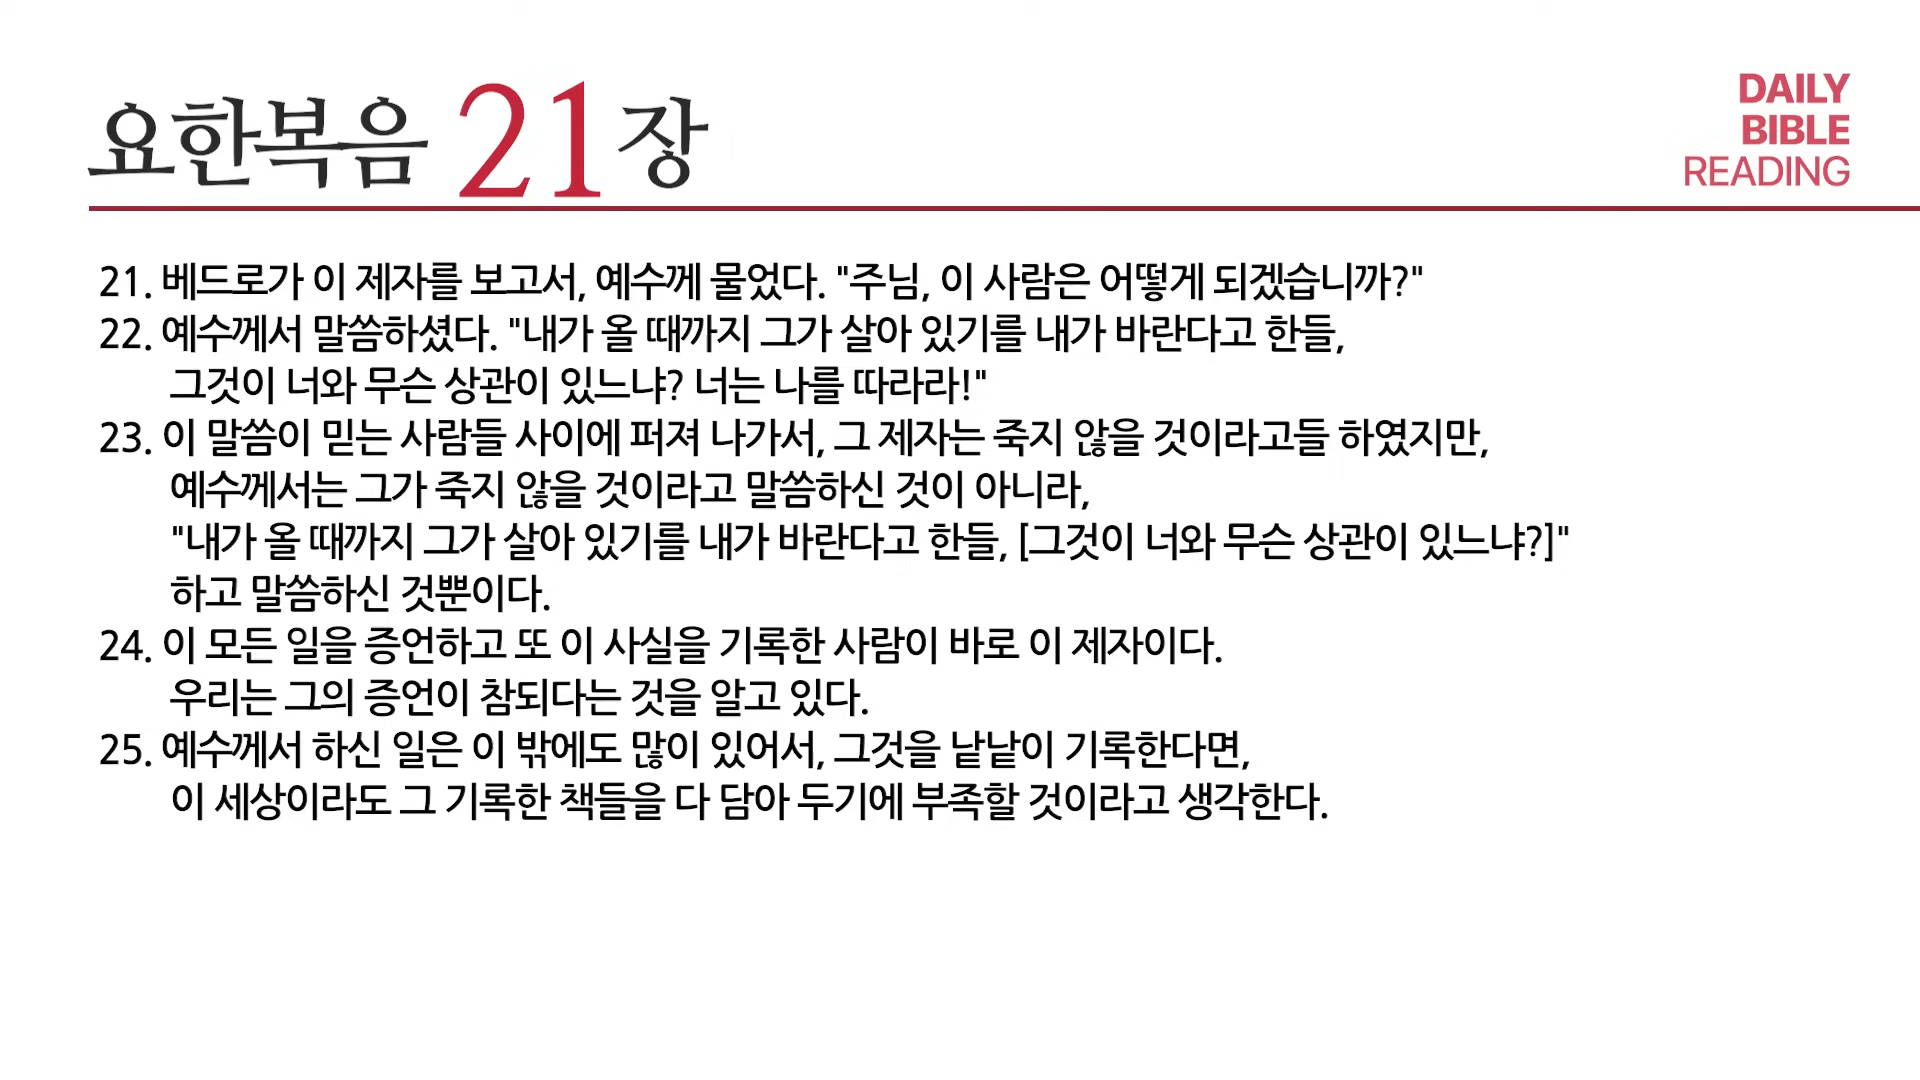 요한복음 21장
DAILY
BIBLE
READING
21. 베드로가 이 제자를 보고서, 예수께 물었다. "주님, 이 사람은 어떻게 되겠습니까?"
22. 예수께서 말씀하셨다. "내가 올 때까지 그가 살아 있기를 내가 바란다고 한들,
그것이 너와 무슨 상관이 있느냐? 너는 나를 따라라!"
23. 이 말씀이 믿는 사람들 사이에 퍼져 나가서, 그 제자는 죽지 않을 것이라고들 하였지만,
예수께서는 그가 죽지 않을 것이라고 말씀하신 것이 아니라,
"내가 올 때까지 그가 살아 있기를 내가 바란다고 한들, [그것이 너와 무슨 상관이 있느냐?]"
하고 말씀하신 것뿐이다.
24. 이 모든 일을 증언하고 또 이 사실을 기록한 사람이 바로 이 제자이다.
우리는 그의 증언이 참되다는 것을 알고 있다.
25. 예수께서 하신 일은 이 밖에도 많이 있어서, 그것을 낱낱이 기록한다면,
이 세상이라도 그 기록한 책들을 다 담아 두기에 부족할 것이라고 생각한다.